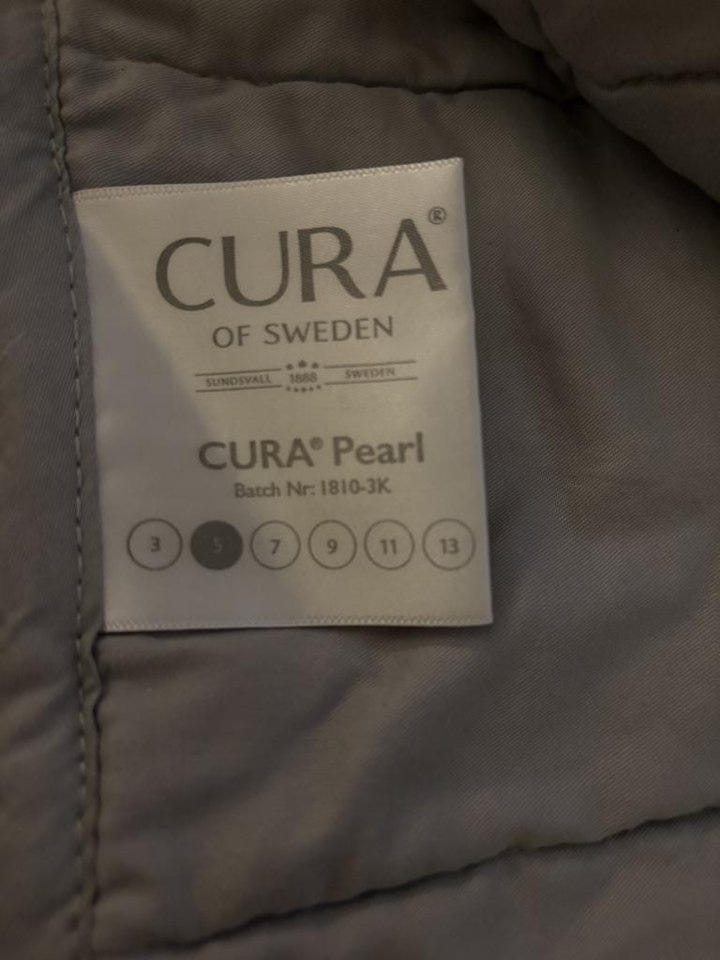 CURA®
OF SWEDEN
SUNDSVALL 1888 SWEDEN
CURA® Pearl
Batch Nr: 1810-3K
3 5 7 9 11 13